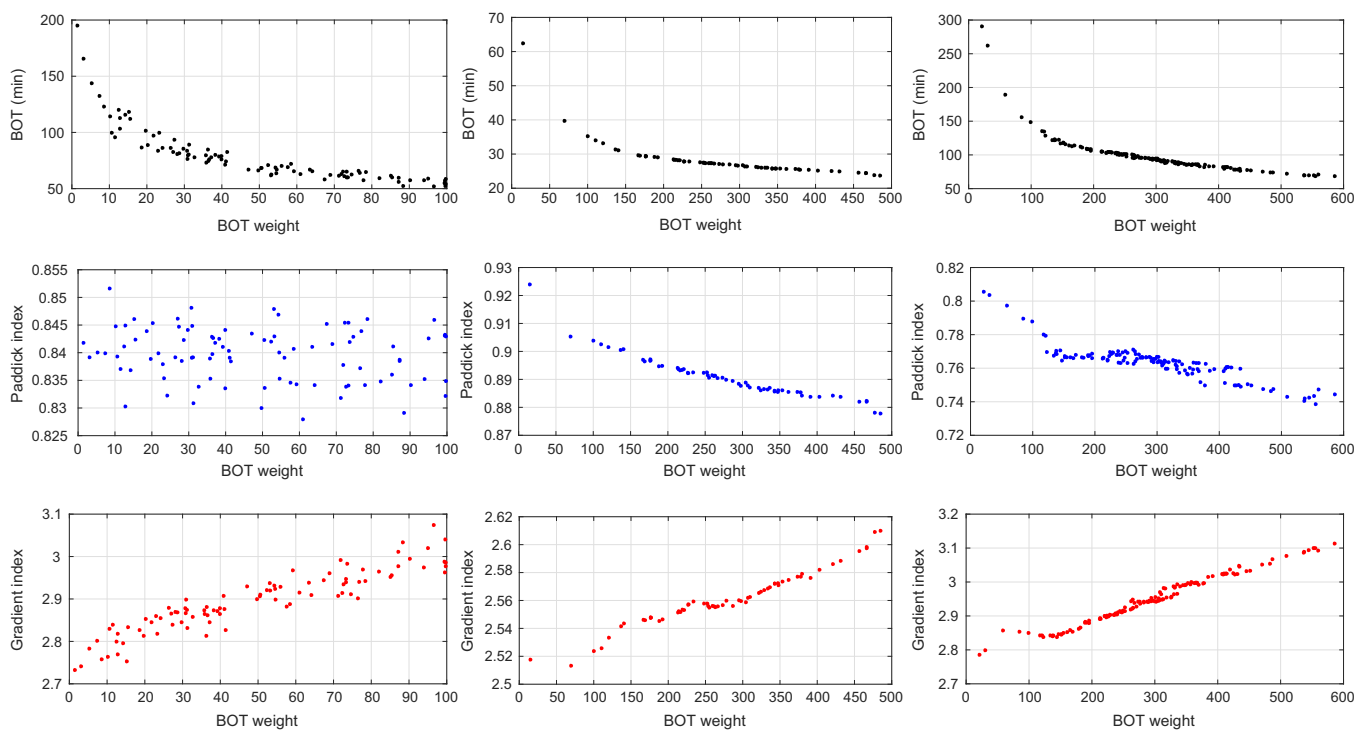 200
150
100
50
BOT (min)
0 10 20 30 40 50 60 70 80 90 100
BOT weight
70
60
50
40
30
20
BOT (min)
0 50 100 150 200 250 300 350 400 450 500
BOT weight
300
250
200
150
100
50
BOT (min)
0 100 200 300 400 500 600
BOT weight
0.855
0.85
0.845
0.84
0.835
0.83
0.825
Paddick index
0 10 20 30 40 50 60 70 80 90 100
BOT weight
0.93
0.92
0.91
0.9
0.89
0.88
0.87
Paddick index
0 50 100 150 200 250 300 350 400 450 500
BOT weight
0.82
0.8
0.78
0.76
0.74
0.72
Paddick index
0 100 200 300 400 500 600
BOT weight
3.1
3
2.9
2.8
2.7
Gradient index
0 10 20 30 40 50 60 70 80 90 100
BOT weight
2.62
2.6
2.58
2.56
2.54
2.52
2.5
Gradient index
0 50 100 150 200 250 300 350 400 450 500
BOT weight
3.2
3.1
3
2.9
2.8
2.7
Gradient index
0 100 200 300 400 500 600
BOT weight